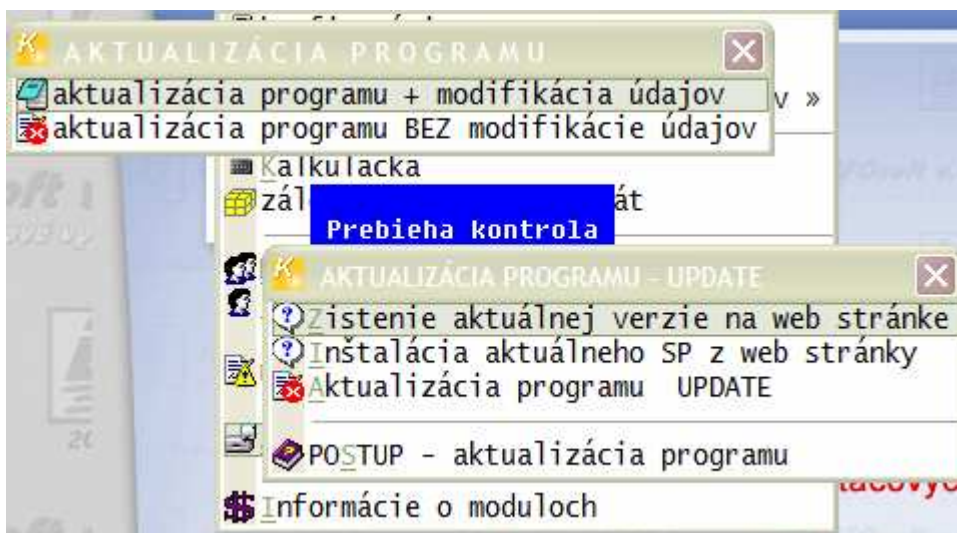 AKTUALIZÁCIA PROGRAMU
aktualizácia programu + modifikácia údajov
v »
aktualizácia programu BEZ modifikácie údajov
Kalkulacka
zál
át
Prebieha kontrola
AKTUALIZÁCIA PROGRAMU - UPDATE
Zistenie aktuálnej verzie na web stránke
Inštalácia aktuálneho SP z web stránky
Aktualizácia programu UPDATE
POSTUP - aktualizácia programu
Informácie o moduloch